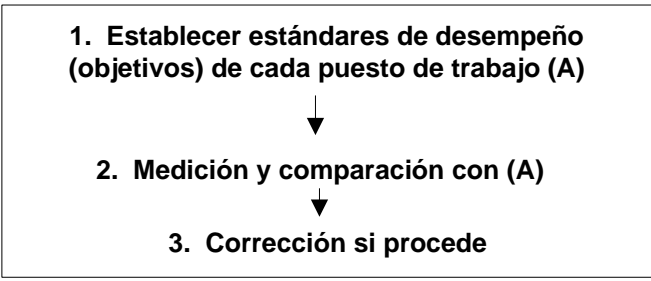 1. Establecer estándares de desempeño
(objetivos) de cada puesto de trabajo (A)
2. Medición y comparación con (A)
3. Corrección si procede